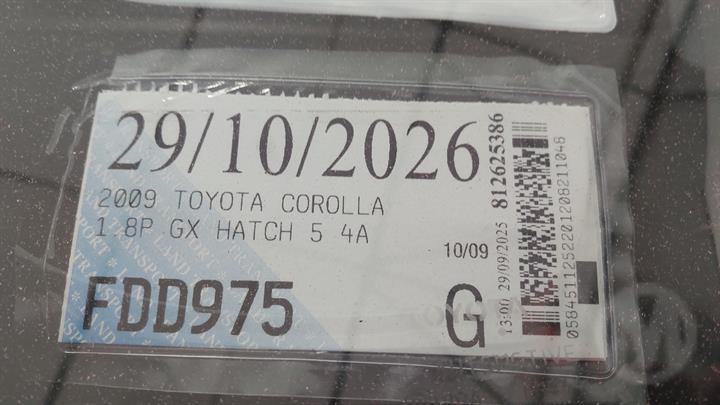 29/10/2026
2009 TOYOTA COROLLA
1.8P GX HATCH 5 4A
10/09
FDD975
G
13:00 29/09/2025 812625386
0584511252201208211048